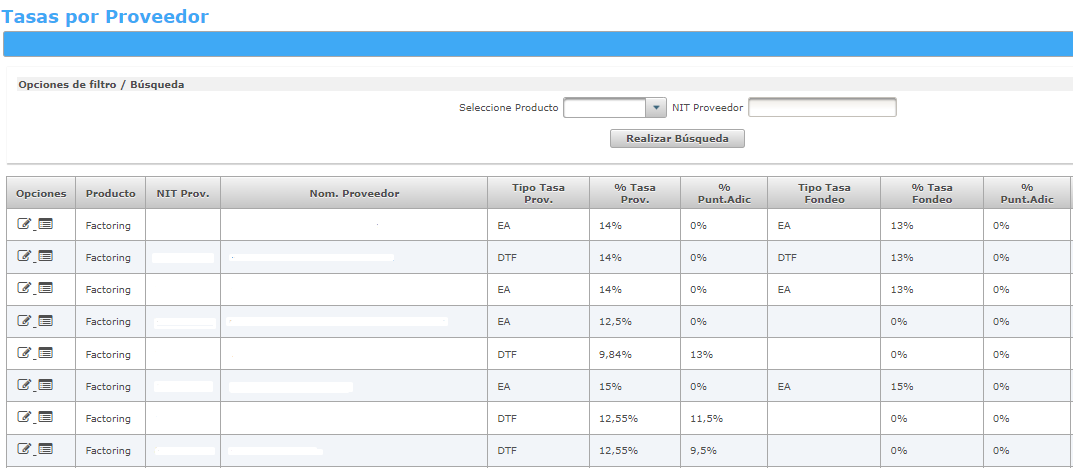 Tasas por Proveedor
Opciones de filtro / Búsqueda
Seleccione Producto NIT Proveedor
Realizar Búsqueda
Opciones Producto NIT Prov. Nom. Proveedor Tipo Tasa Prov. % Tasa Prov. % Punt.Adic Tipo Tasa Fondeo % Tasa Fondeo % Punt.Adic
Factoring EA 14% 0% EA 13% 0%
Factoring DTF 14% 0% DTF 13% 0%
Factoring EA 14% 0% EA 13% 0%
Factoring EA 12,5% 0% 0% 0%
Factoring DTF 9,84% 13% 0% 0%
Factoring EA 15% 0% EA 15% 0%
Factoring DTF 12,55% 11,5% 0% 0%
Factoring DTF 12,55% 9,5% 0% 0%